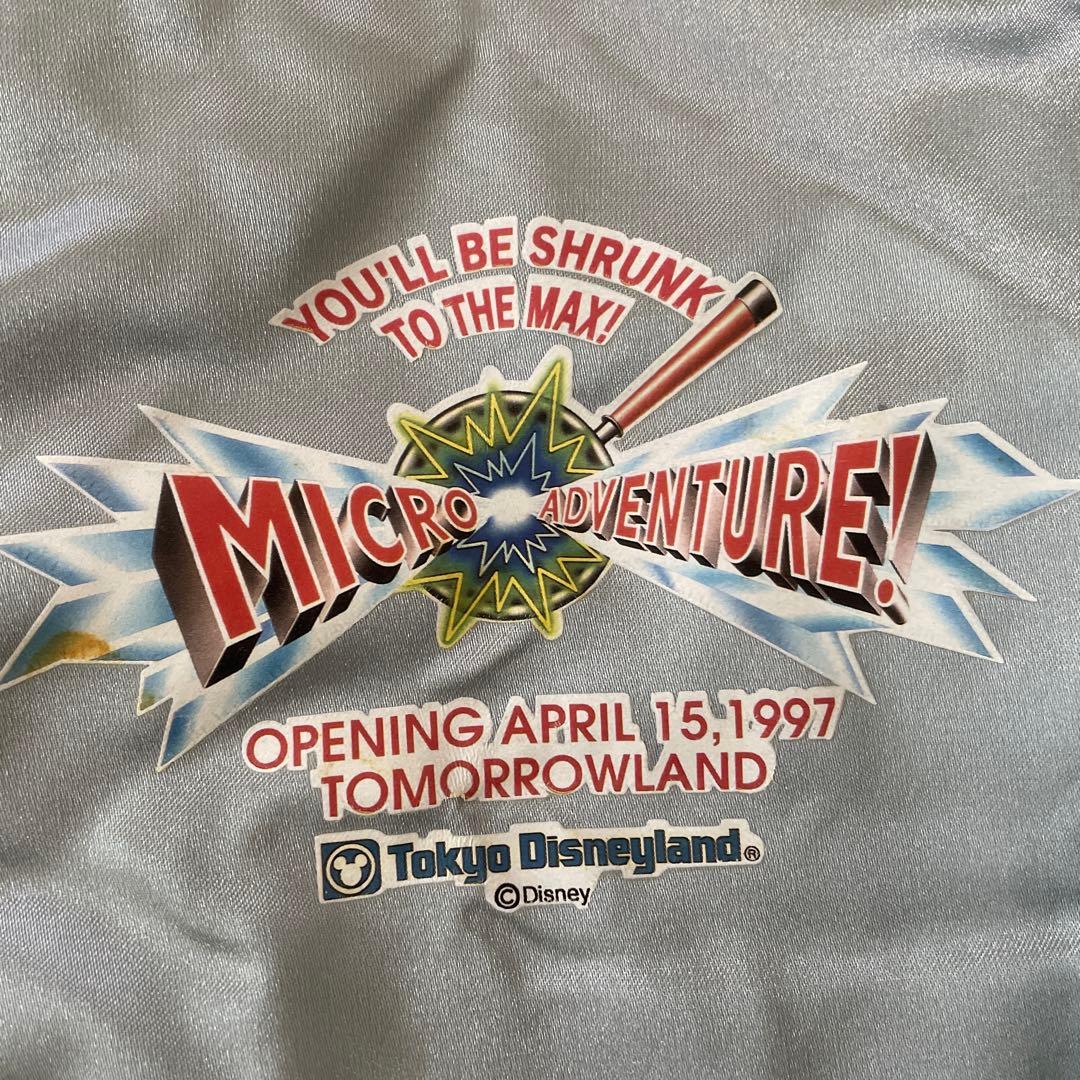 YOU'LL BE SHRUNK
TO THE MAX!
MICRO ADVENTURE!
OPENING APRIL 15,1997
TOMORROWLAND
Tokyo Disneyland®
©Disney